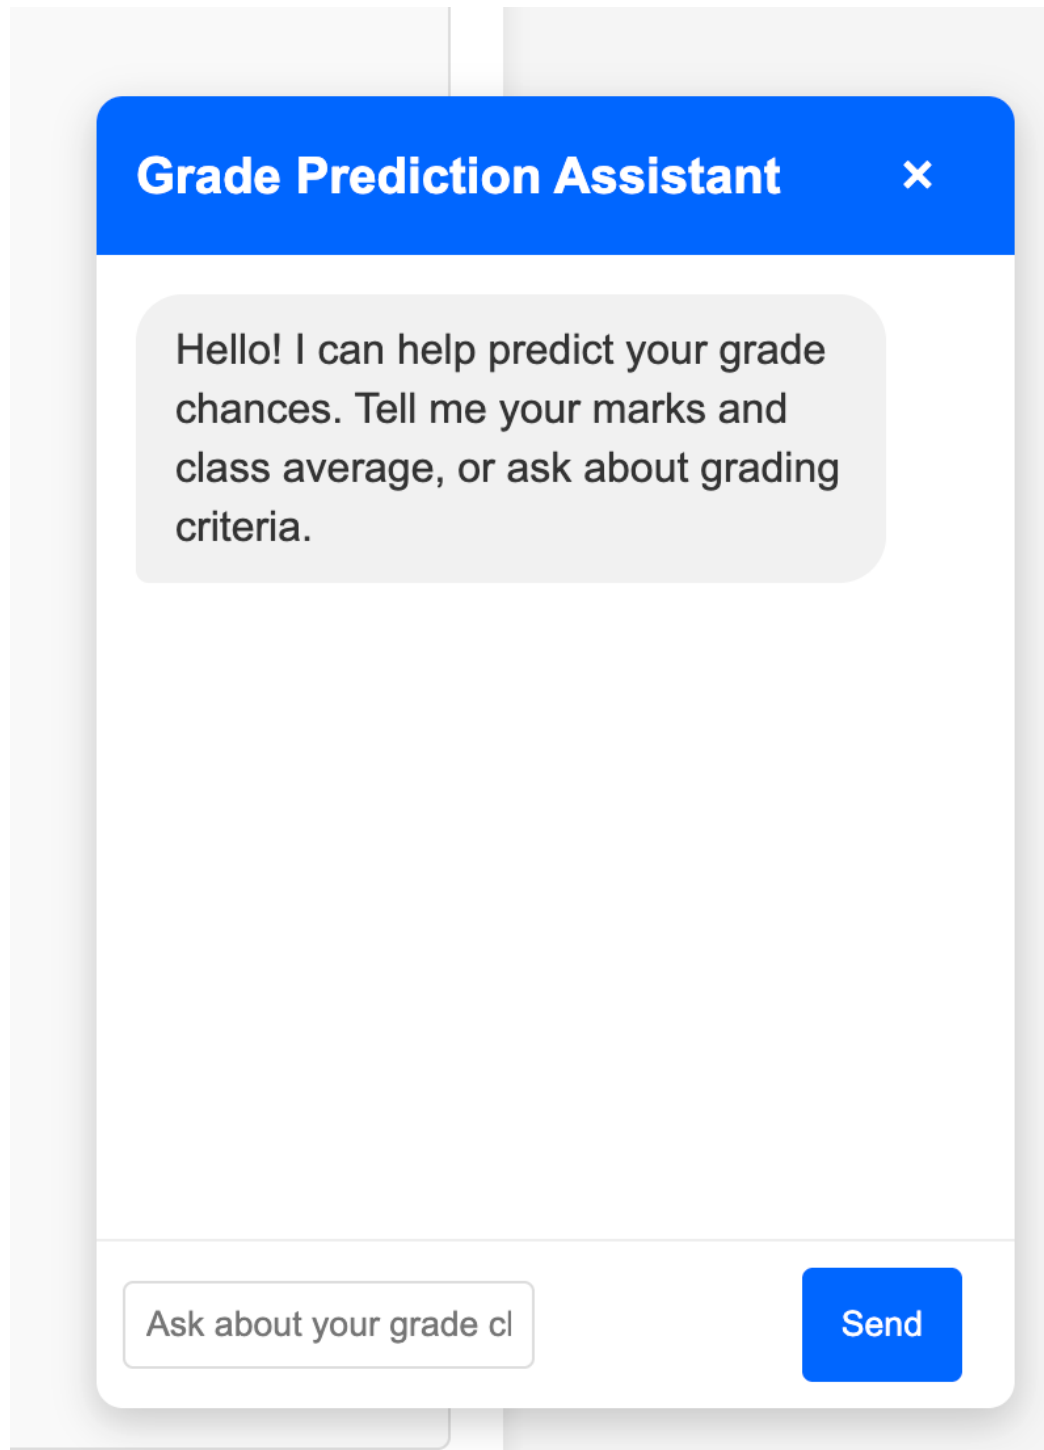 Grade Prediction Assistant ×
Hello! I can help predict your grade
chances. Tell me your marks and
class average, or ask about grading
criteria.
Ask about your grade cl
Send